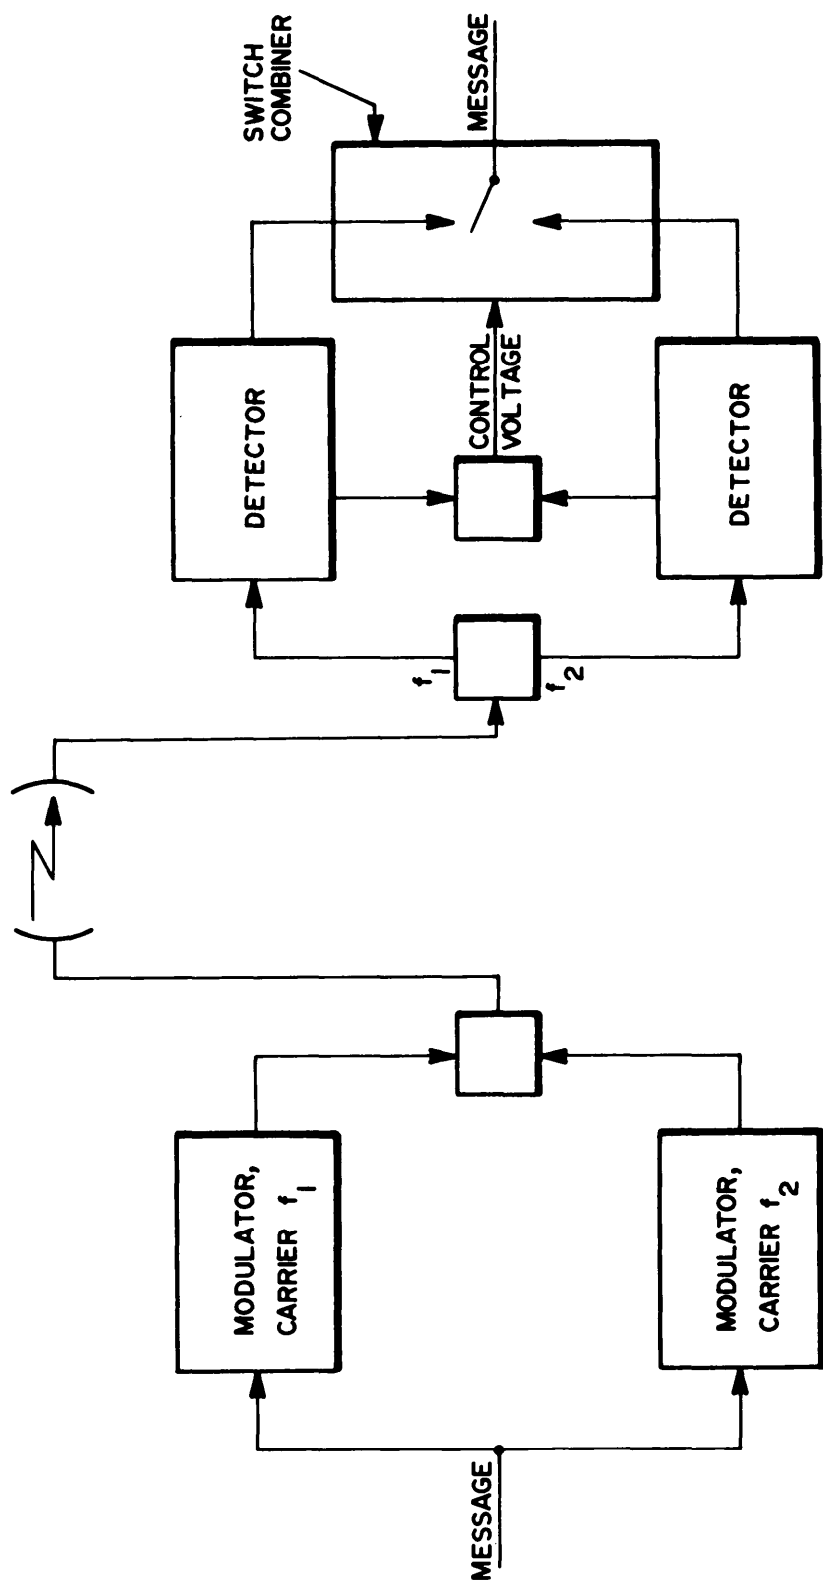 MESSAGE
MODULATOR,
CARRIER f1
MODULATOR,
CARRIER f2
f1
f2
DETECTOR
DETECTOR
CONTROL
VOLTAGE
SWITCH
COMBINER
MESSAGE